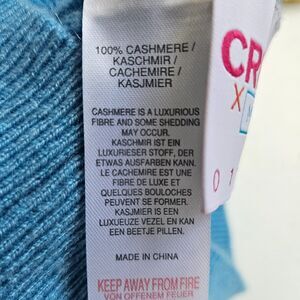 100% CASHMERE /
KASCHMIR /
CACHEMIRE /
KASJMIER
CASHMERE IS A LUXURIOUS
FIBRE AND SOME SHEDDING
MAY OCCUR.
KASCHMIR IST EIN
LUXURIESER STOFF, DER
ETWAS AUSFARBEN KANN.
LE CACHEMIRE EST UNE
FIBRE DE LUXE ET
QUELQUES BOULOCHES
PEUVENT SE FORMER.
KASJMIER IS EEN
LUXUEUZE VEZEL EN KAN
EEN BEETJE PILLEN.
MADE IN CHINA
KEEP AWAY FROM FIRE
VON OFFENEM FEUER
CR
X
0 1